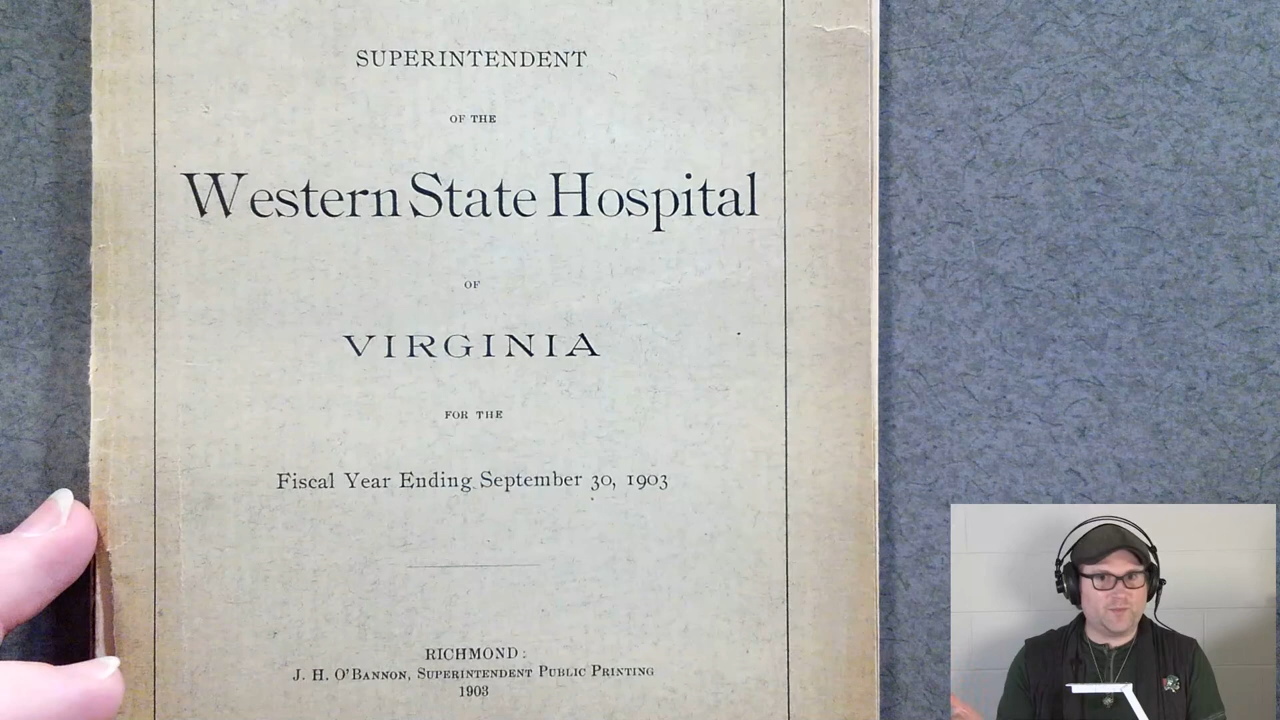 SUPERINTENDENT
OF THE
Western State Hospital
OF
VIRGINIA
FOR THE
Fiscal Year Ending September 30, 1903
RICHMOND:
J. H. O'BANNON, SUPERINTENDENT PUBLIC PRINTING
1903